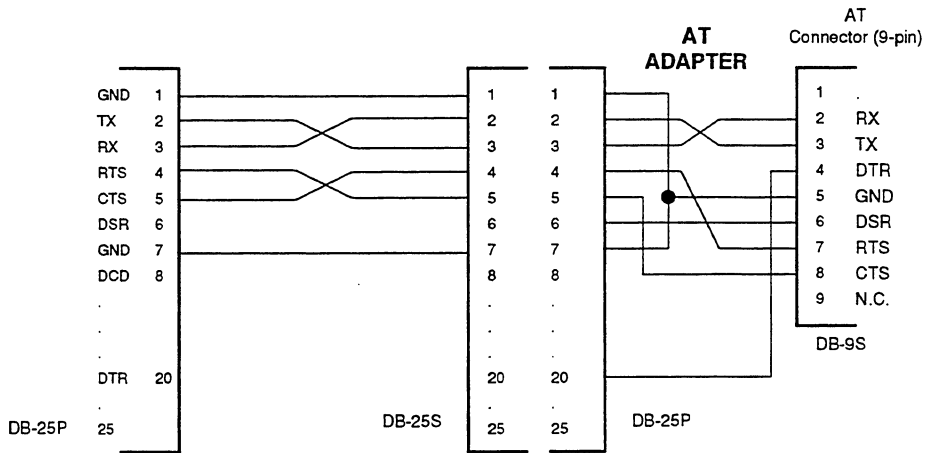 AT
Connector (9-pin)
AT
ADAPTER
GND 1 1 1 1 .
TX 2 2 2 2 RX
RX 3 3 3 3 TX
RTS 4 4 4 4 DTR
CTS 5 5 5 5 GND
DSR 6 6 6 6 DSR
GND 7 7 7 7 RTS
DCD 8 8 8 8 CTS
. . . 9 N.C.
. . .
. . .
DB-9S
DTR 20 20 20
. . .
DB-25P 25 DB-25S 25 25 DB-25P